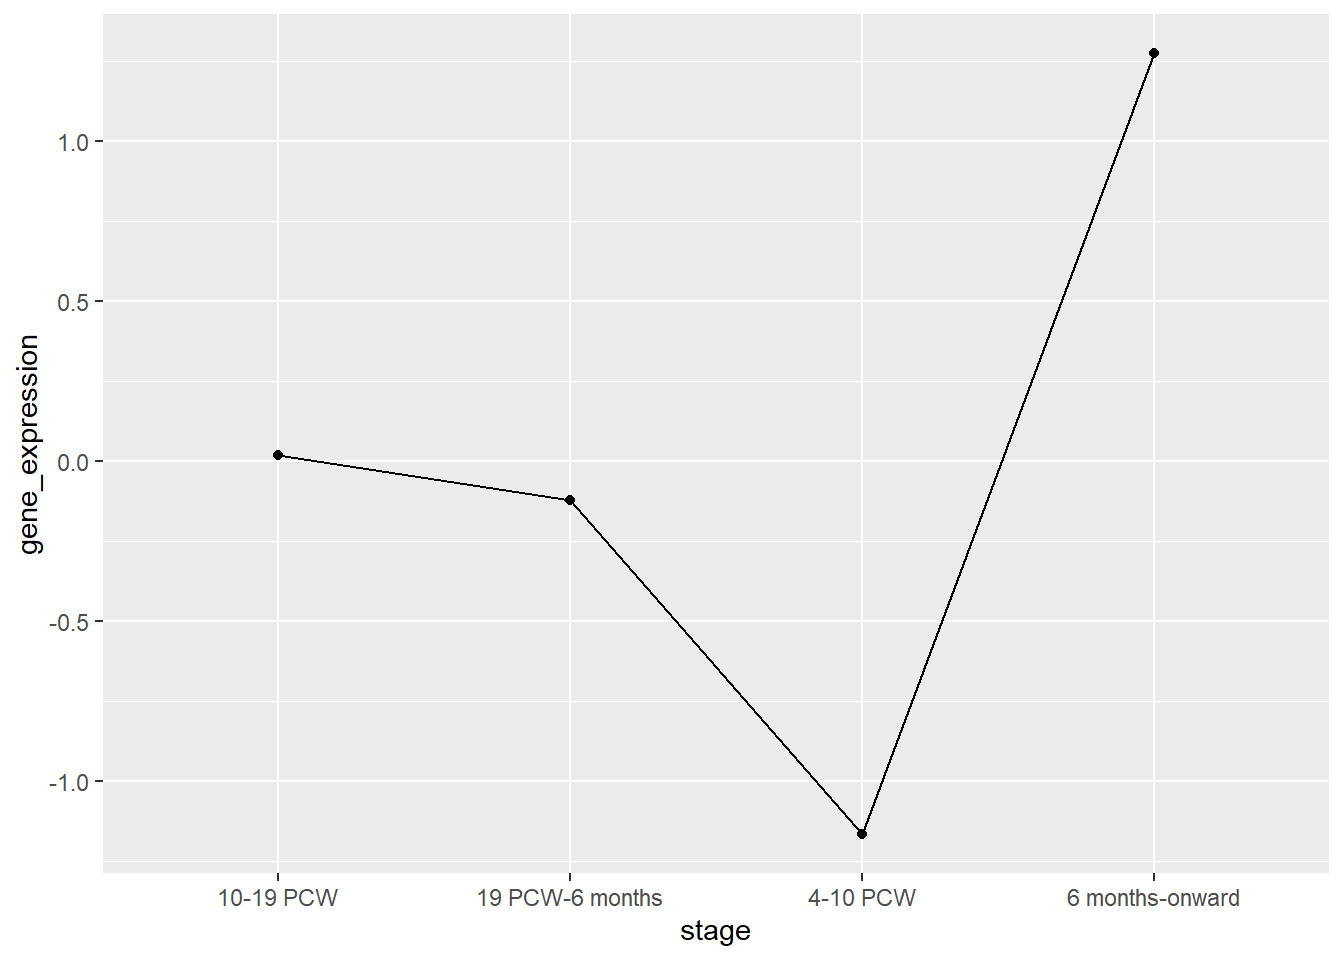 gene_expression
1.0
0.5
0.0
-0.5
-1.0
10-19 PCW
19 PCW-6 months
4-10 PCW
6 months-onward
stage